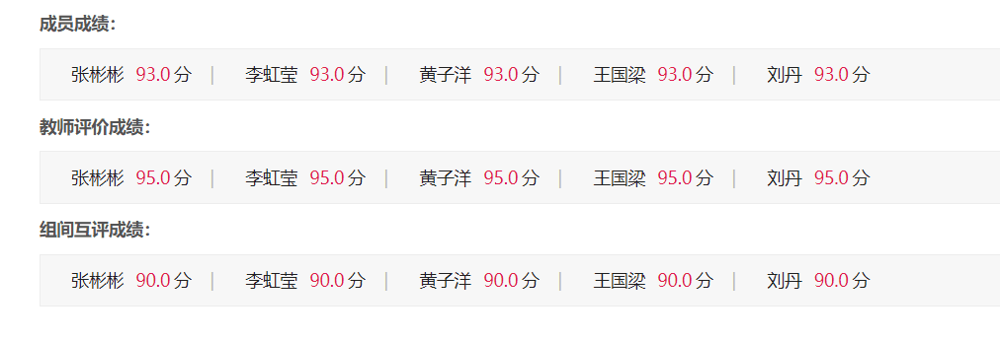 成员成绩：
张彬彬 93.0 分 | 李虹莹 93.0 分 | 黄子洋 93.0 分 | 王国梁 93.0 分 | 刘丹 93.0 分
教师评价成绩：
张彬彬 95.0 分 | 李虹莹 95.0 分 | 黄子洋 95.0 分 | 王国梁 95.0 分 | 刘丹 95.0 分
组间互评成绩：
张彬彬 90.0 分 | 李虹莹 90.0 分 | 黄子洋 90.0 分 | 王国梁 90.0 分 | 刘丹 90.0 分